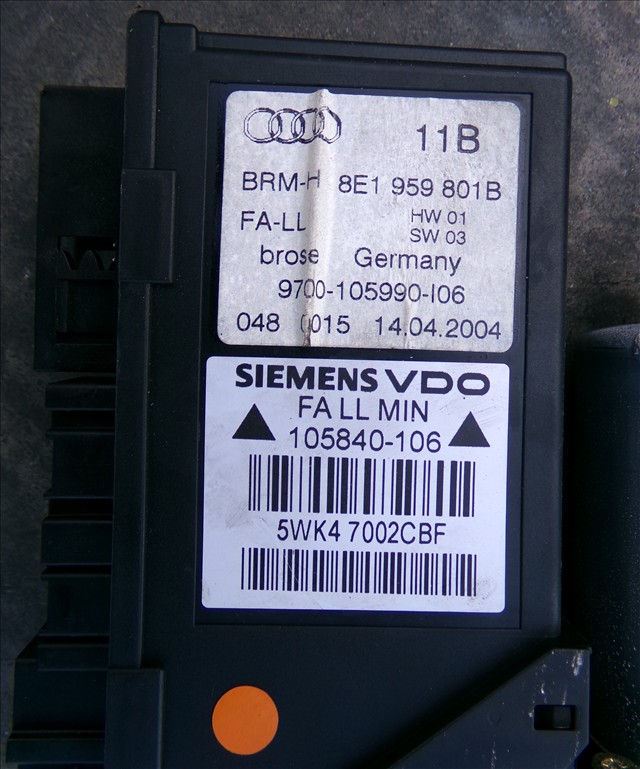 11B
BRM-H 8E1 959 801B
FA-LL HW 01
SW 03
brose Germany
9700-105990-I06
048 0015 14.04.2004
SIEMENS VDO
FA LL MIN
105840-106
5WK4 7002CBF